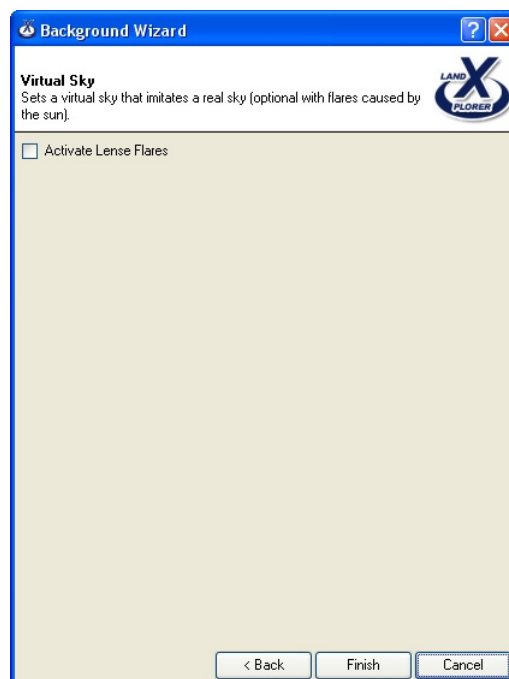 Background Wizard
?
Virtual Sky
Sets a virtual sky that imitates a real sky (optional with flares caused by
the sun).
LAND X
PLORER
Activate Lense Flares
< Back Finish Cancel